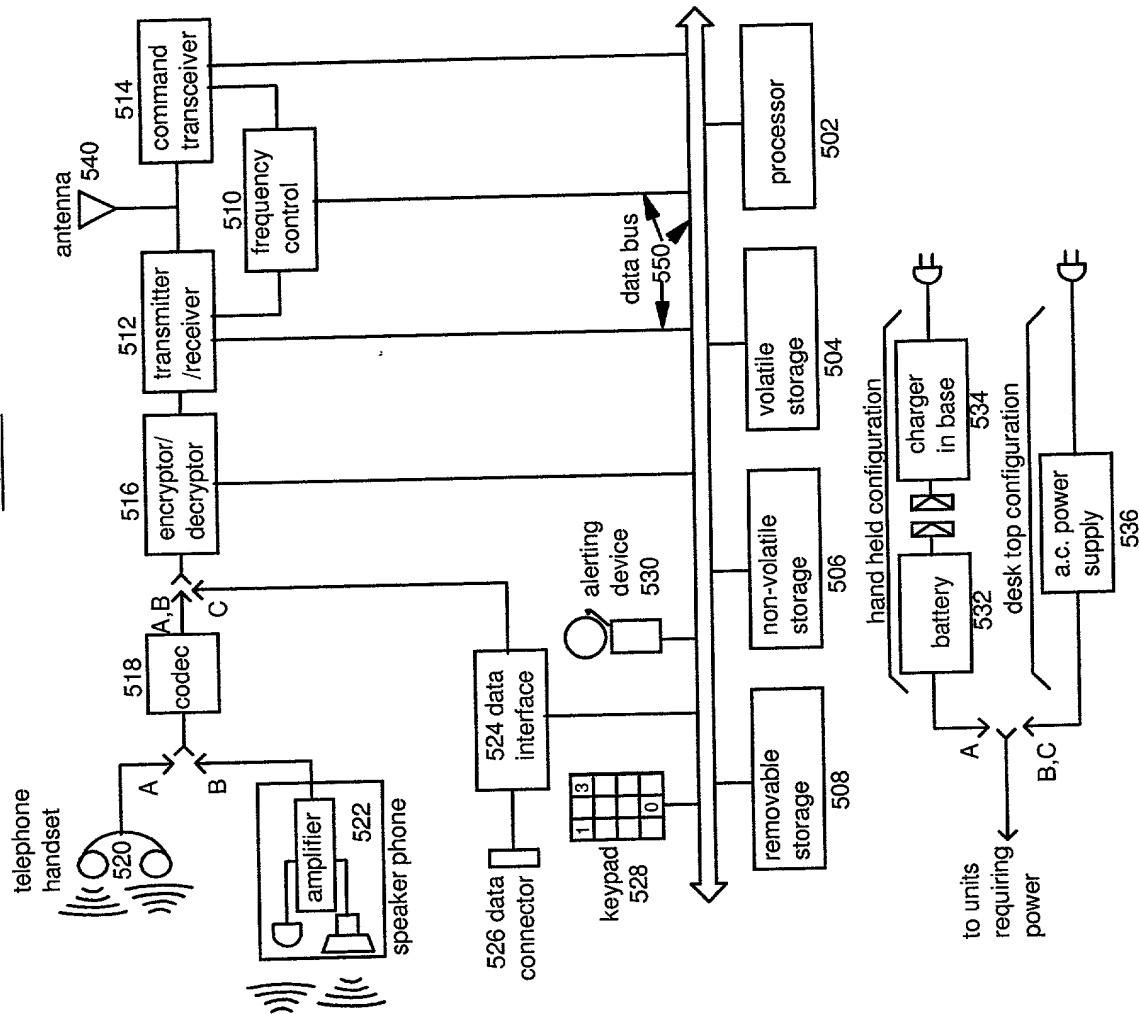 antenna
540
514
command
transceiver
510
frequency
control
512
transmitter
/receiver
516
encryptor/
decryptor
518
codec
A,B
C
A
B
telephone
handset
520
amplifier
522
speaker phone
526 data
connector
524 data
interface
alerting
device
530
keypad
528
1
3
0
data bus
550
removable
storage
508
non-volatile
storage
506
volatile
storage
504
processor
502
hand held configuration
battery
532
charger
in base
534
desk top configuration
a.c. power
supply
536
A
B,C
to units
requiring
power